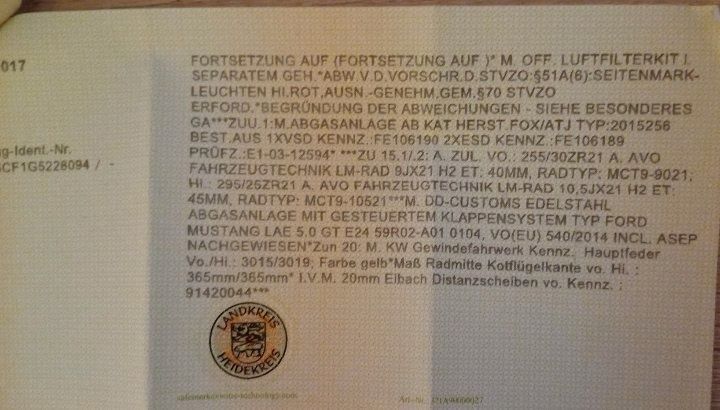 2017
FORTSETZUNG AUF (FORTSETZUNG AUF )* M. OFF. LUFTFILTERKIT I.
SEPARATEM GEH.*ABW.V.D.VORSCHR.D.STVZO:§51A(6):SEITENMARK-
LEUCHTEN HI.ROT,AUSN.-GENEHM.GEM.§70 STVZO
ERFORD.*BEGRÜNDUNG DER ABWEICHUNGEN - SIEHE BESONDERES
GA***ZUU.1:M.ABGASANLAGE AB KAT HERST.FOX/ATJ TYP:2015256
BEST.AUS 1XVSD KENNZ:FE106190 2XESD KENNZ.:FE106189
PRÜFZ.:E1-03-12594* ***ZU 15.1/.2: A. ZUL. VO.: 255/30ZR21 A. AVO
FAHRZEUGTECHNIK LM-RAD 9JX21 H2 ET: 40MM, RADTYP: MCT9-9021,
HI.: 295/25ZR21 A. AVO FAHRZEUGTECHNIK LM-RAD 10,5JX21 H2 ET:
45MM, RADTYP: MCT9-10521***M. DD-CUSTOMS EDELSTAHL
ABGASANLAGE MIT GESTEUERTEM KLAPPENSYSTEM TYP FORD
MUSTANG LAE 5.0 GT E24 59R02-A01 0104, VO(EU) 540/2014 INCL. ASEP
NACHGEWIESEN*Zun 20: M. KW Gewindefahrwerk Kennz. Hauptfeder
Vo./Hi.: 3015/3019; Farbe gelb*Maß Radmitte Kotflügelkante vo. Hi. :
365mm/365mm* I.V.M. 20mm Eibach Distanzscheiben vo. Kennz. :
91420044***
g-Ident.-Nr.
CF1G5228094 / -
LANDKREIS
HEIDEKREIS
Art-Nr.